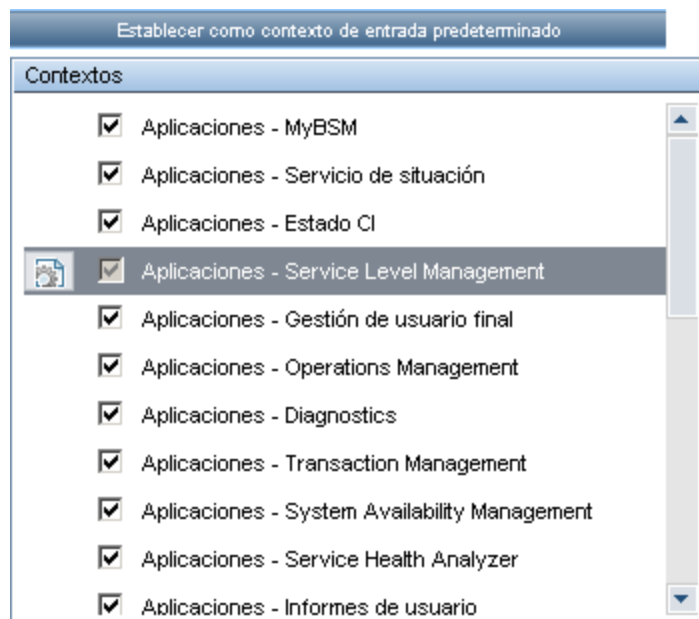 Establecer como contexto de entrada predeterminado
Contextos
Aplicaciones - MyBSM
Aplicaciones - Servicio de situación
Aplicaciones - Estado CI
Aplicaciones - Service Level Management
Aplicaciones - Gestión de usuario final
Aplicaciones - Operations Management
Aplicaciones - Diagnostics
Aplicaciones - Transaction Management
Aplicaciones - System Availability Management
Aplicaciones - Service Health Analyzer
Aplicaciones - Informes de usuario